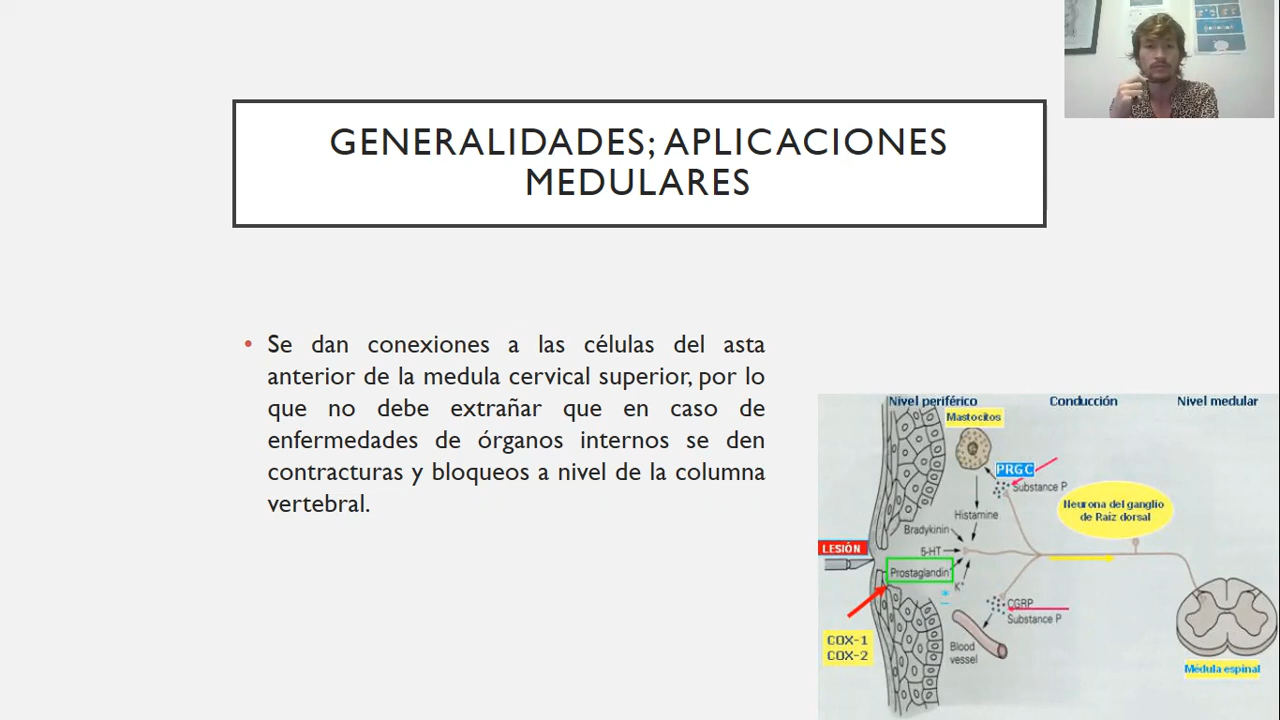 GENERALIDADES; APLICACIONES
MEDULARES
• Se dan conexiones a las células del asta
anterior de la medula cervical superior, por lo
que no debe extrañar que en caso de
enfermedades de órganos internos se den
contracturas y bloqueos a nivel de la columna
vertebral.
Nivel periférico
Conducción
Nivel medular
Mastocitos
PRGC
Substance P
Neurona del ganglio
de Raiz dorsal
Histamine
Bradykinin
LESIÓN
5-HT
Prostaglandin
K+
*
CGRP
Substance P
COX-1
COX-2
Blood
vessel
Médula espinal